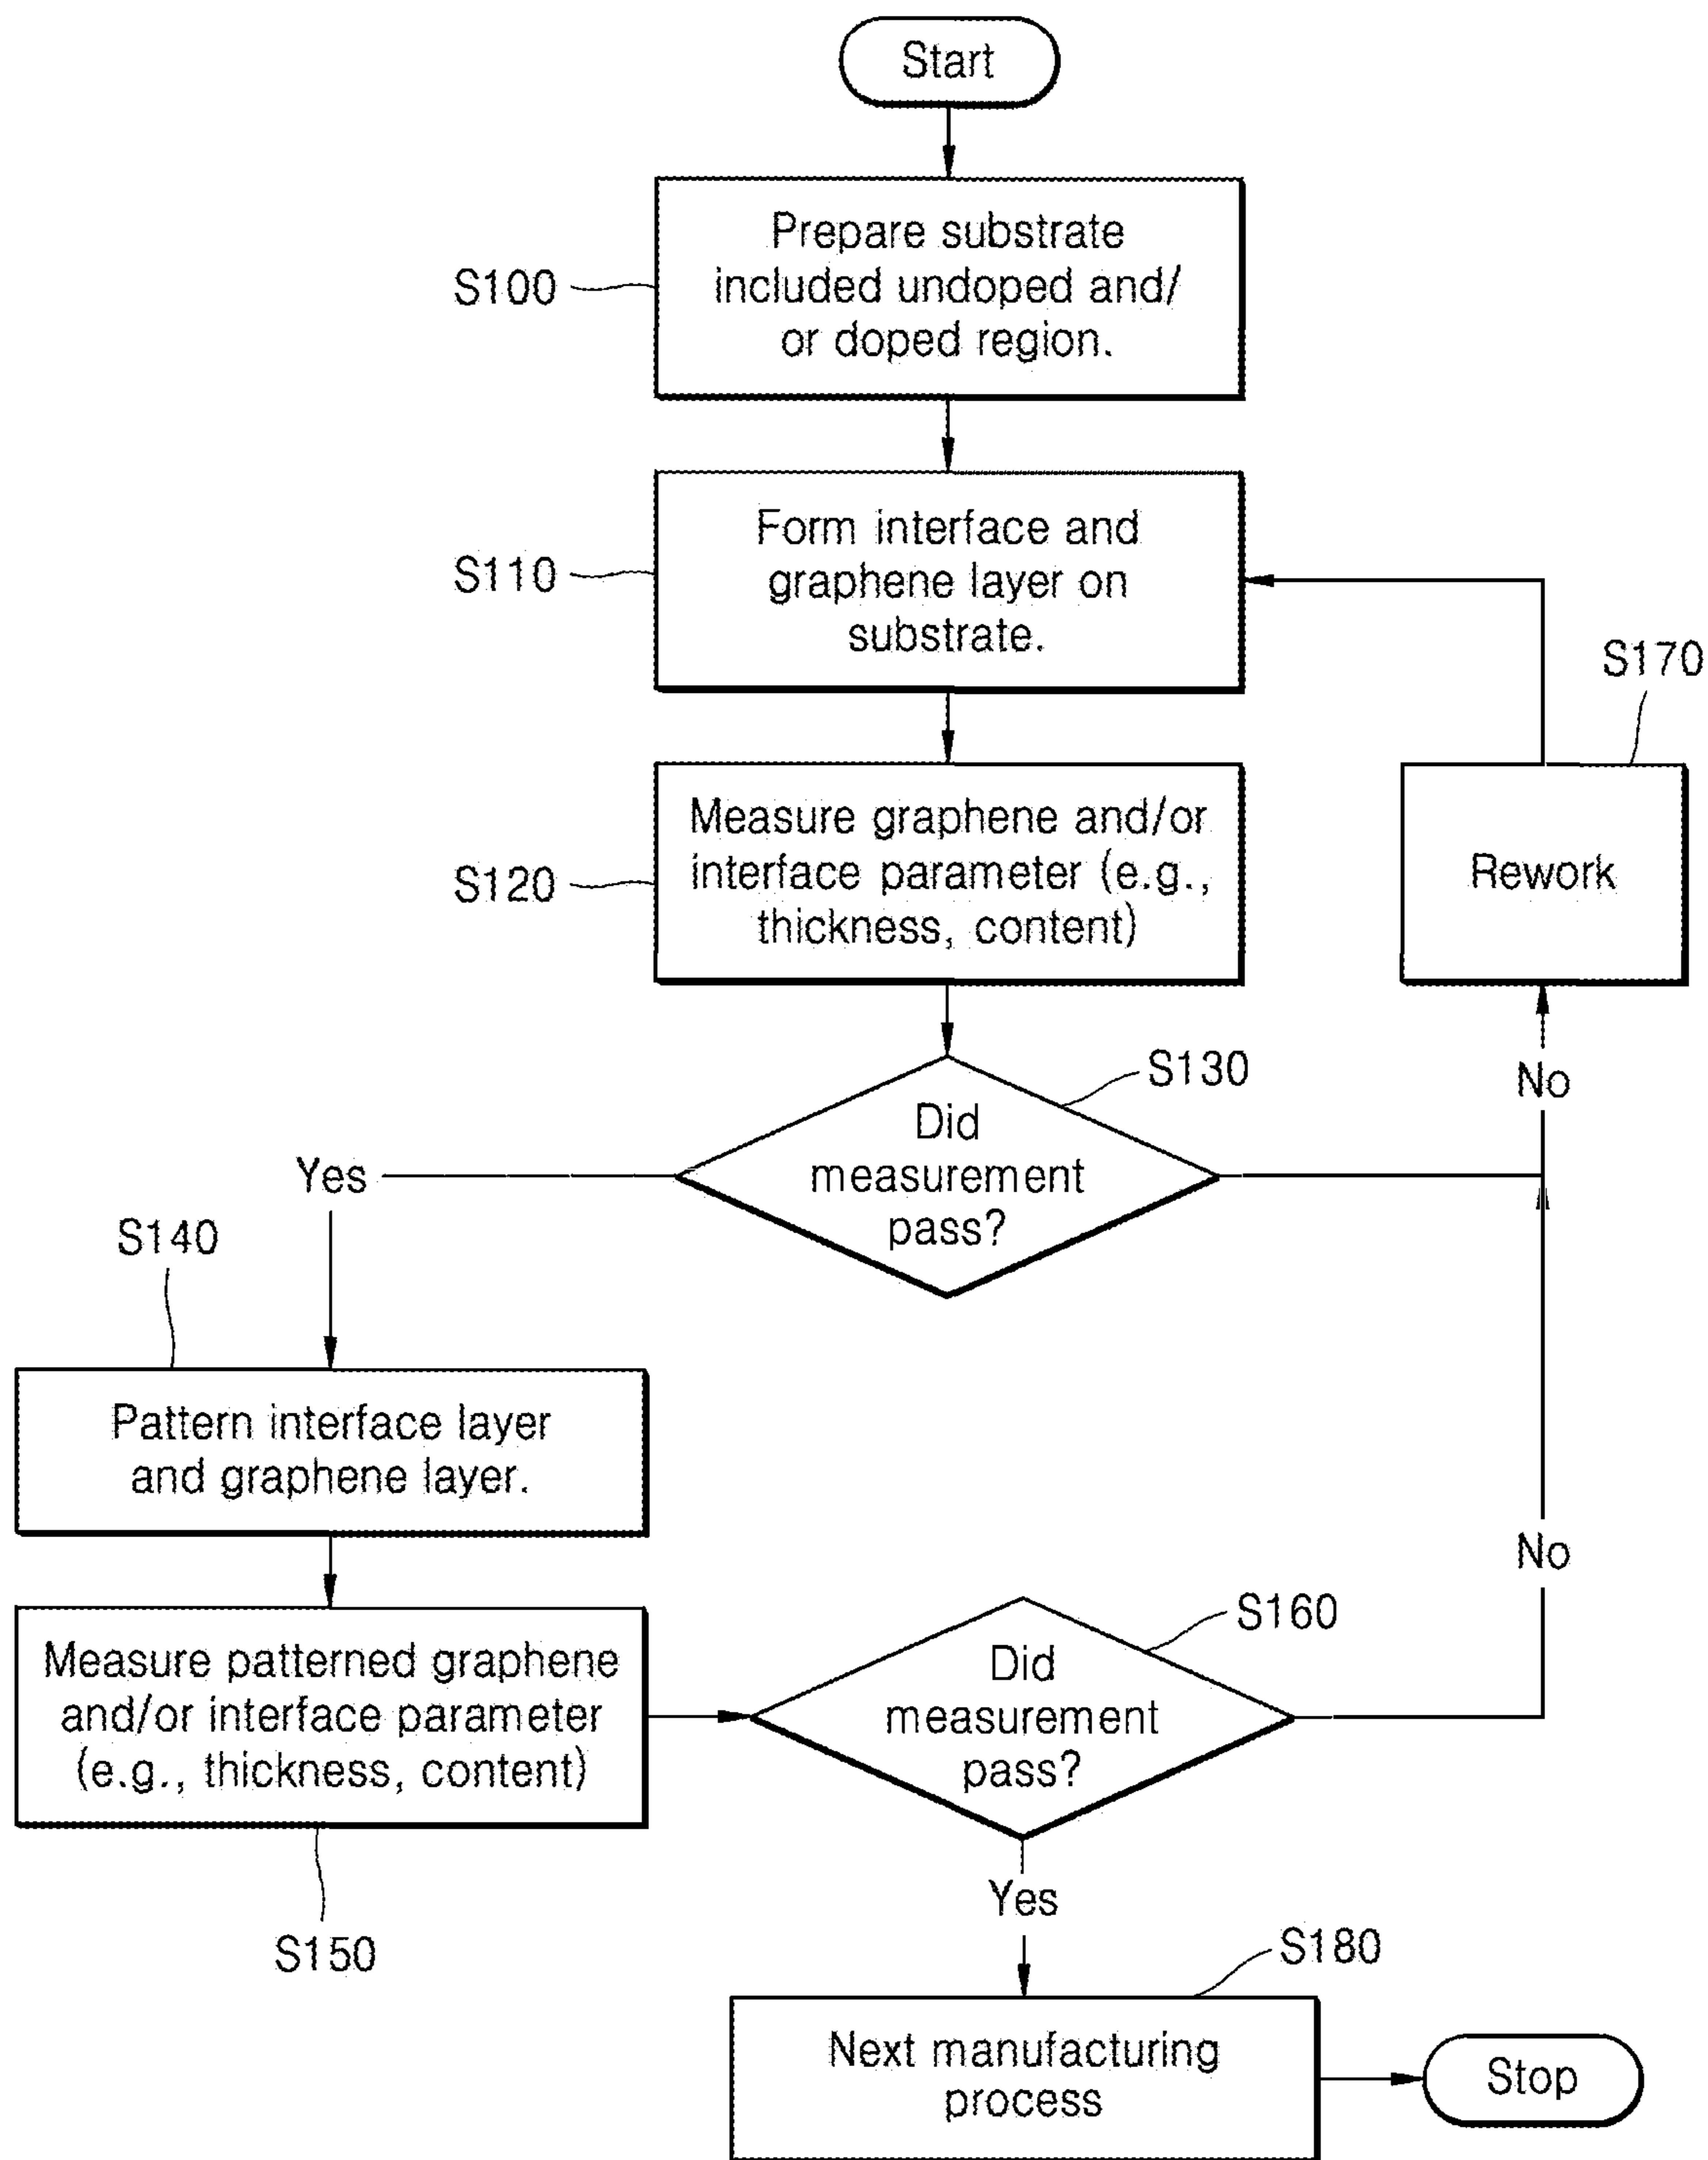 Start
Prepare substrate
included undoped and/
or doped region.
S100
Form interface and
graphene layer on
substrate.
S110
S170
Measure graphene and/or
interface parameter (e.g.,
thickness, content)
S120
Rework
No
S130
Did
measurement
pass?
Yes
S140
Pattern interface layer
and graphene layer.
No
S160
Measure patterned graphene
and/or interface parameter
(e.g., thickness, content)
Did
measurement
pass?
Yes
S150
S180
Next manufacturing
process
Stop